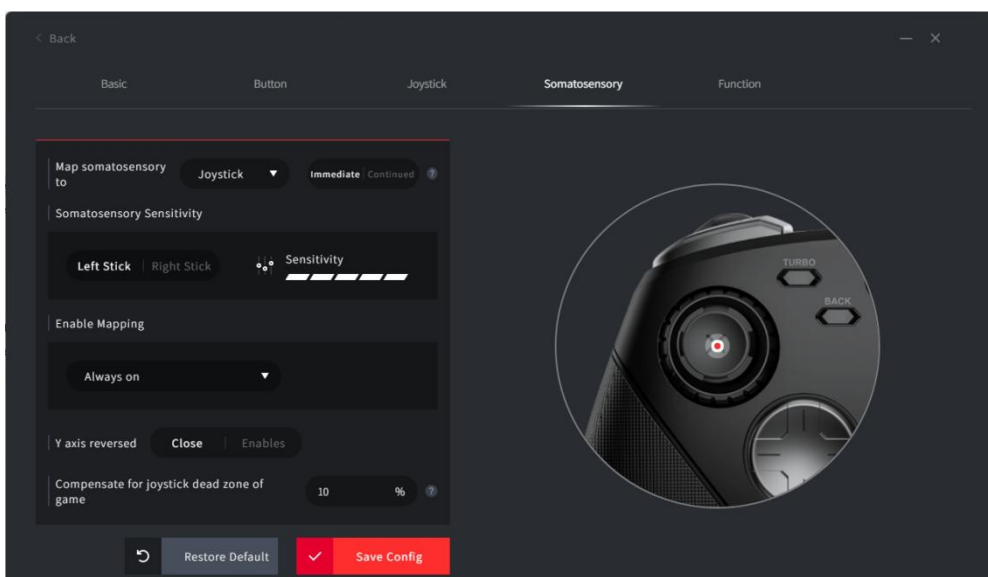 < Back
Basic Button Joystick Somatosensory Function
Map somatosensory
to
Joystick Immediate Continued ?
Somatosensory Sensitivity
Left Stick Right Stick Sensitivity
Enable Mapping
Always on
Y axis reversed Close Enables
Compensate for joystick dead zone of
game
10 % ?
Restore Default Save Config
TURBO
BACK